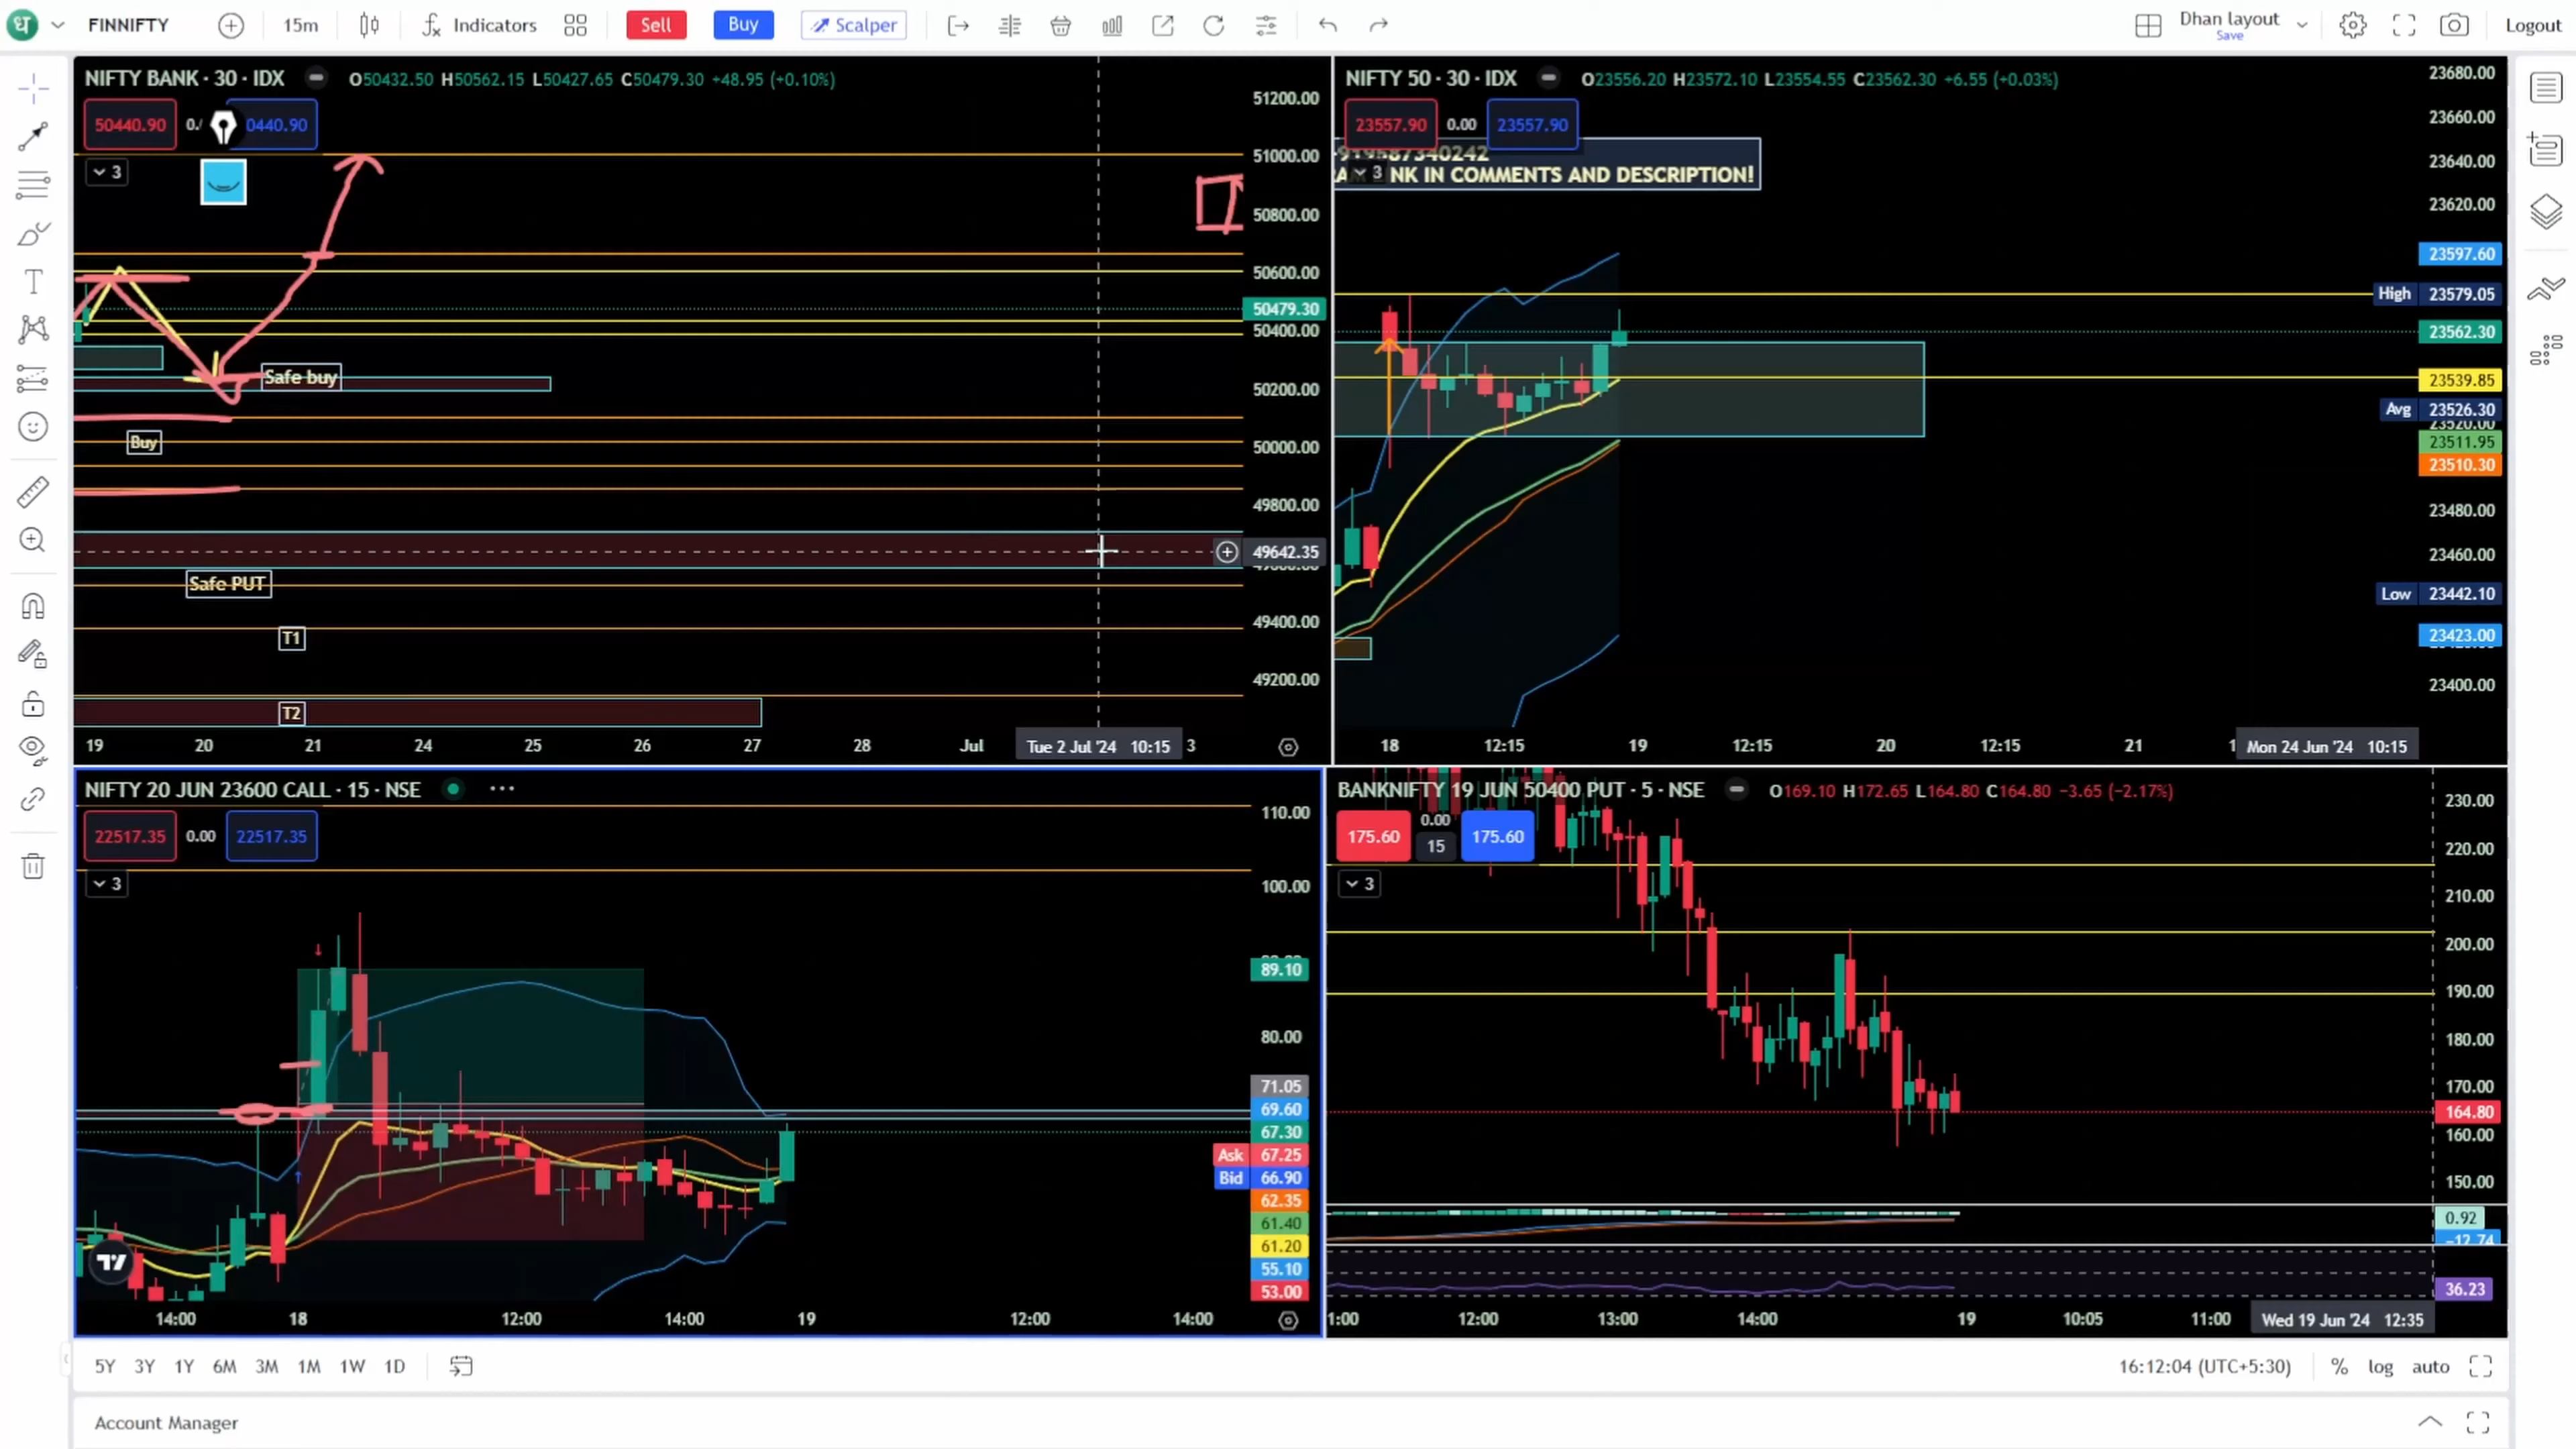 ध FINNIFTY 15m Indicators Sell Buy Scalper Dhan layout Save Logout
NIFTY BANK · 30 · IDX O50432.50 H50562.15 L50427.65 C50479.30 +48.95 (+0.10%)
50440.90 0440.90
3
51200.00
51000.00
50800.00
50600.00
50479.30
50400.00
50200.00
50000.00
49800.00
49642.35
49400.00
49200.00
Safe buy
Buy
Safe PUT
T1
T2
19 20 21 24 25 26 27 28 Jul Tue 2 Jul '24 10:15 3
NIFTY 50 · 30 · IDX O23556.20 H23572.10 L23554.55 C23562.30 +6.55 (+0.03%)
23557.90 0.00 23557.90
3 NK IN COMMENTS AND DESCRIPTION!
23680.00
23660.00
23640.00
23620.00
23597.60
High 23579.05
23562.30
23539.85
Avg 23526.30
23511.95
23510.30
23480.00
23460.00
Low 23442.10
23423.00
23400.00
18 12:15 19 12:15 20 12:15 21 Mon 24 Jun '24 10:15
NIFTY 20 JUN 23600 CALL · 15 · NSE
22517.35 0.00 22517.35
3
110.00
100.00
89.10
80.00
71.05
69.60
67.30
Ask 67.25
Bid 66.90
62.35
61.40
61.20
55.10
53.00
14:00 18 12:00 14:00 19 12:00 14:00
BANKNIFTY 19 JUN 50400 PUT · 5 · NSE O169.10 H172.65 L164.80 C164.80 −3.65 (−2.17%)
175.60 0.00 15 175.60
3
230.00
220.00
210.00
200.00
190.00
180.00
170.00
164.80
160.00
150.00
0.92
−12.74
36.23
12:00 13:00 14:00 19 10:05 11:00 Wed 19 Jun '24 12:35
5Y 3Y 1Y 6M 3M 1M 1W 1D 16:12:04 (UTC+5:30) % log auto
Account Manager